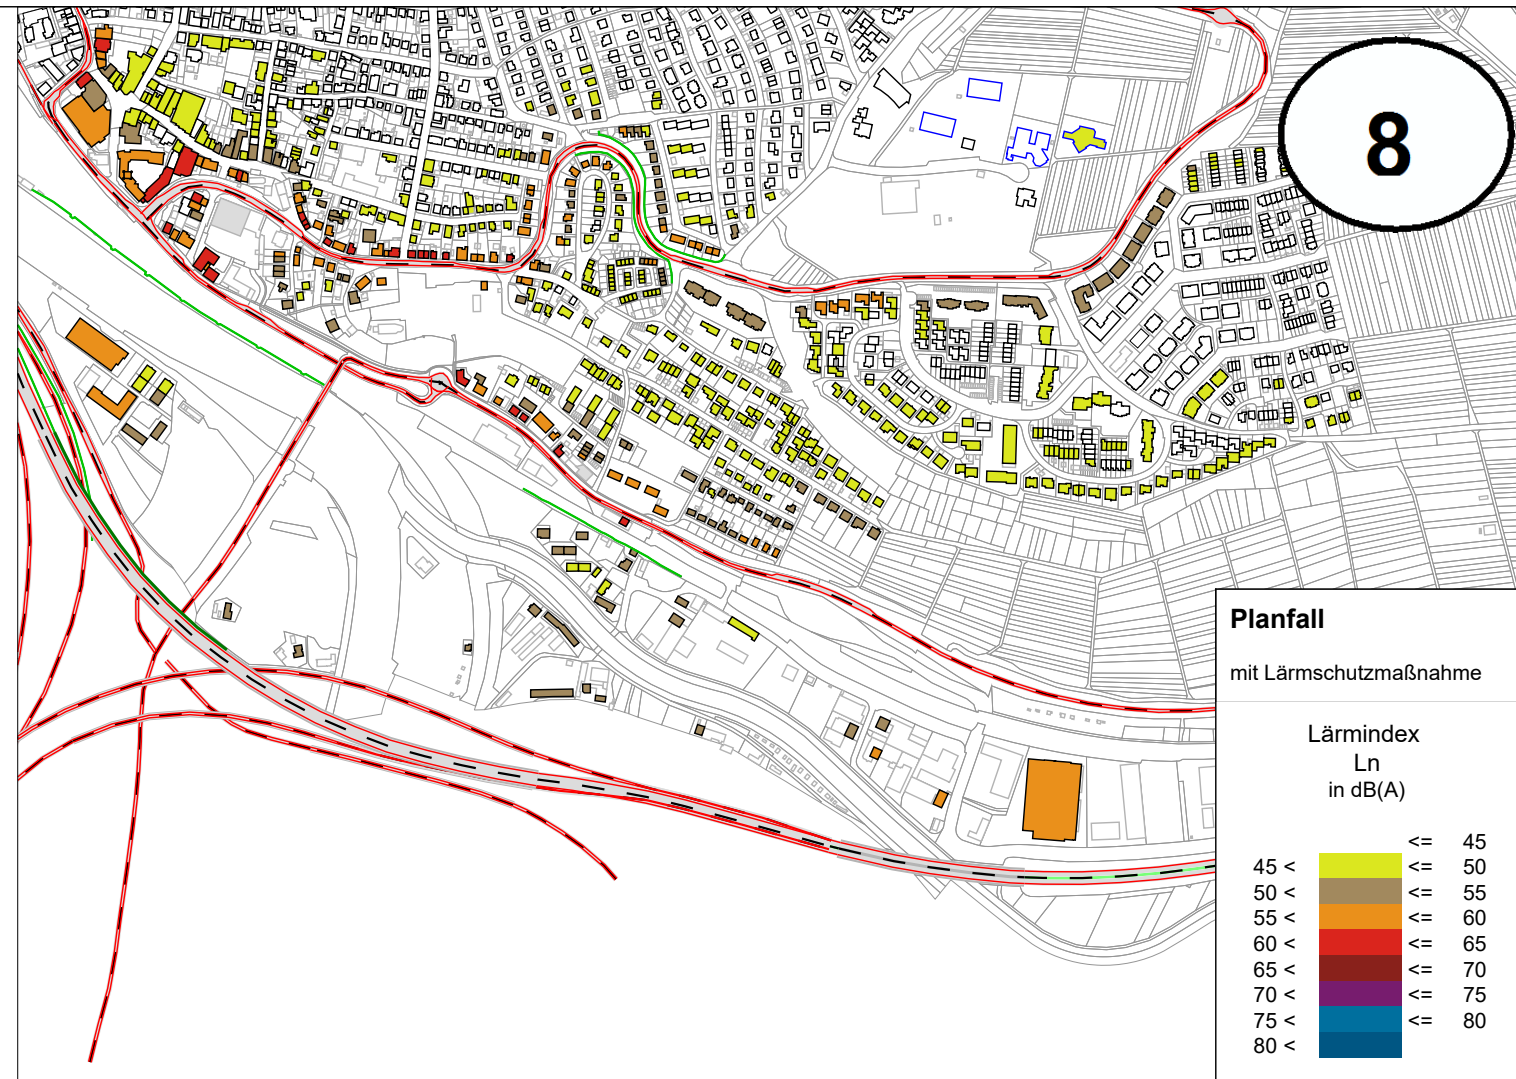 8
Planfall
mit Lärmschutzmaßnahme
Lärmindex
Ln
in dB(A)
<= 45
45 < <= 50
50 < <= 55
55 < <= 60
60 < <= 65
65 < <= 70
70 < <= 75
75 < <= 80
80 <